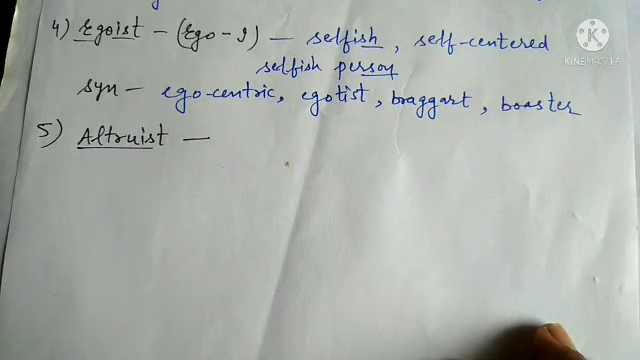 4) Egoist - (Ego - I) - selfish, self-centered
selfish person
syn - ego-centric, egotist, braggart, boaster
5) Altruist -
KINEMASTER